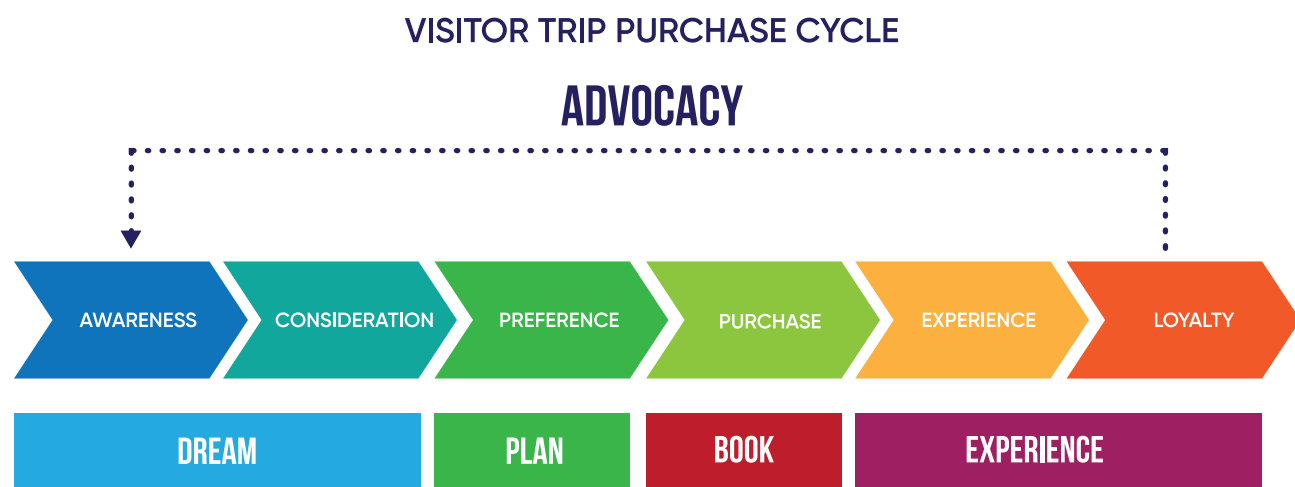 VISITOR TRIP PURCHASE CYCLE
ADVOCACY
AWARENESS
CONSIDERATION
PREFERENCE
PURCHASE
EXPERIENCE
LOYALTY
DREAM
PLAN
BOOK
EXPERIENCE